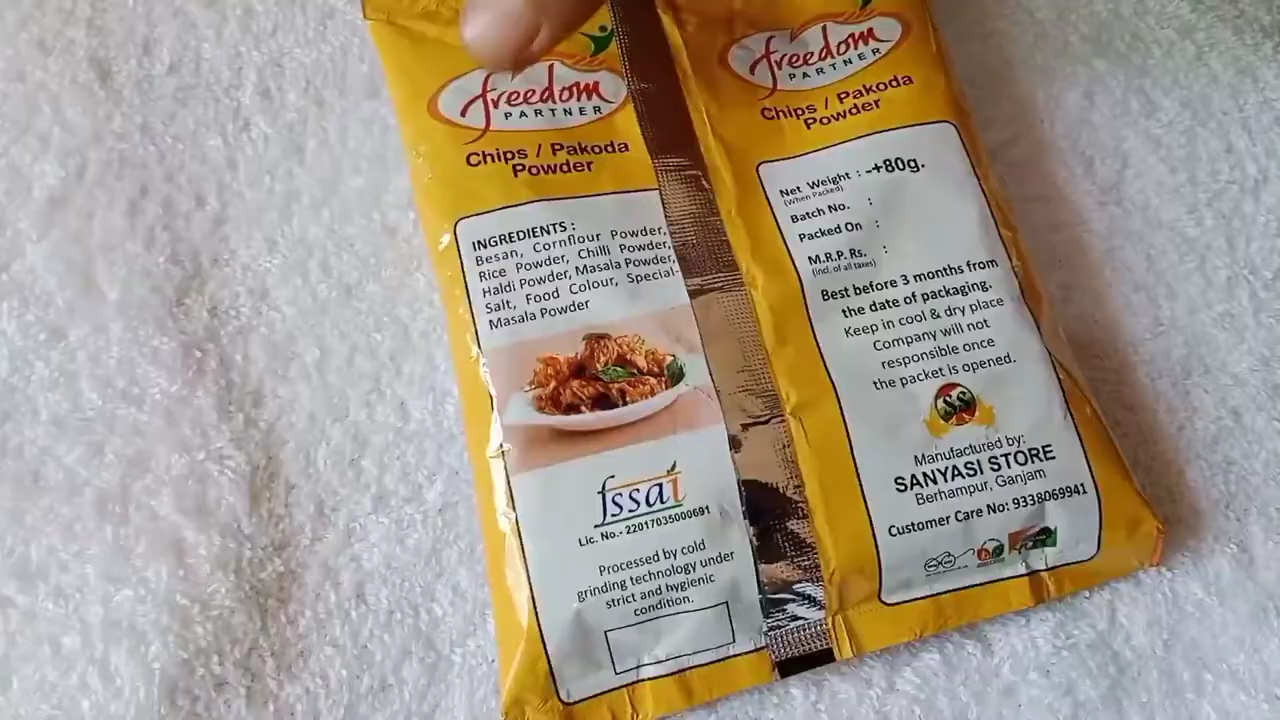 freedom
PARTNER
Chips / Pakoda
Powder
INGREDIENTS :
Besan, Cornflour Powder,
Rice Powder, Chilli Powder,
Haldi Powder, Masala Powder,
Salt, Food Colour, Special-
Masala Powder
fssai
Lic. No.- 22017035000691
Processed by cold
grinding technology under
strict and hygienic
condition.
freedom
PARTNER
Chips / Pakoda
Powder
Net Weight : -+80g.
(When Packed)
Batch No. :
Packed On :
M.R.P. Rs. :
(Incl. of all taxes)
Best before 3 months from
the date of packaging.
Keep in cool & dry place
Company will not
responsible once
the packet is opened.
SS
Manufactured by:
SANYASI STORE
Berhampur, Ganjam
Customer Care No: 9338069941